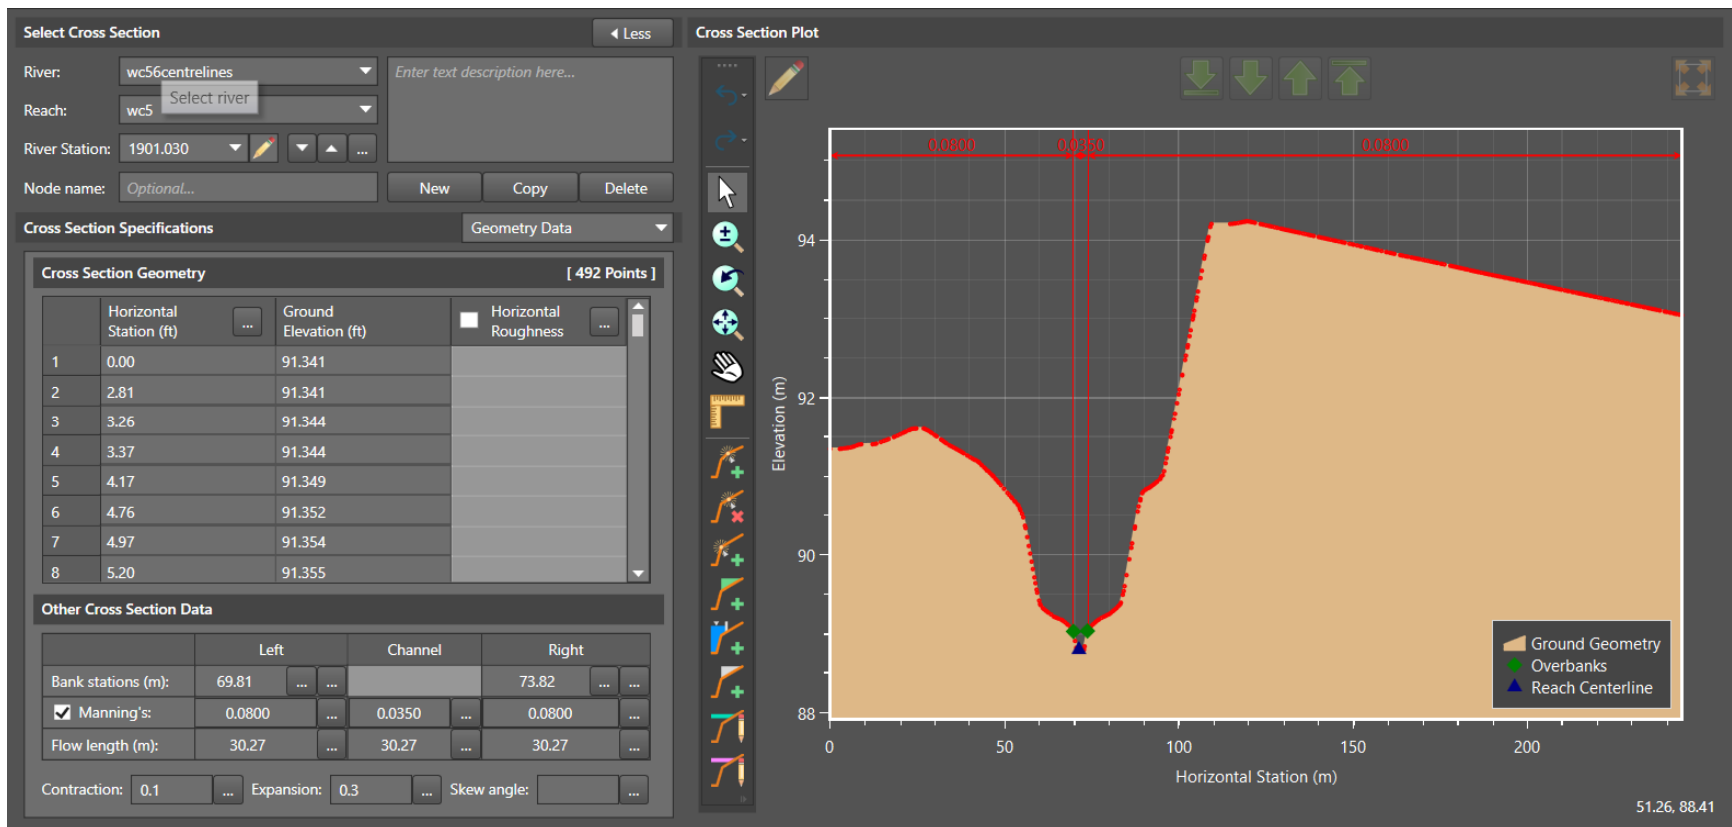 Select Cross Section
Less
River:
wc56centrelines
Enter text description here...
Select river
Reach:
wc5
River Station:
1901.030
...
Node name:
Optional...
New
Copy
Delete
Cross Section Specifications
Geometry Data
Cross Section Geometry
[ 492 Points ]
Horizontal
Station (ft)
...
Ground
Elevation (ft)
Horizontal
Roughness
...
1 0.00 91.341
2 2.81 91.341
3 3.26 91.344
4 3.37 91.344
5 4.17 91.349
6 4.76 91.352
7 4.97 91.354
8 5.20 91.355
Other Cross Section Data
Left Channel Right
Bank stations (m): 69.81 ... ... 73.82 ... ...
Manning's: 0.0800 ... 0.0350 ... 0.0800 ...
Flow length (m): 30.27 ... 30.27 ... 30.27 ...
Contraction: 0.1 ... Expansion: 0.3 ... Skew angle: ...
Cross Section Plot
0.0800 0.0350 0.0800
94
92
90
88
Elevation (m)
0 50 100 150 200
Horizontal Station (m)
Ground Geometry
Overbanks
Reach Centerline
51.26, 88.41